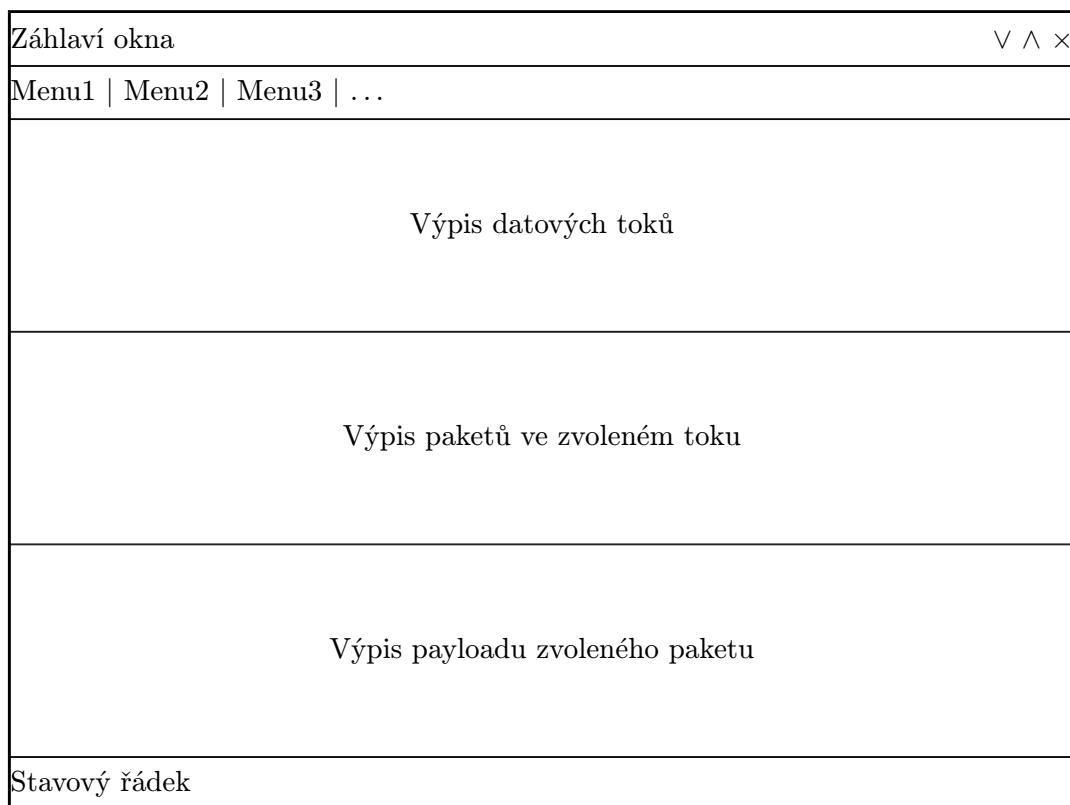 Záhlaví okna ∨ ∧ ×
Menu1 | Menu2 | Menu3 | ...
Výpis datových toků
Výpis paketů ve zvoleném toku
Výpis payloadu zvoleného paketu
Stavový řádek